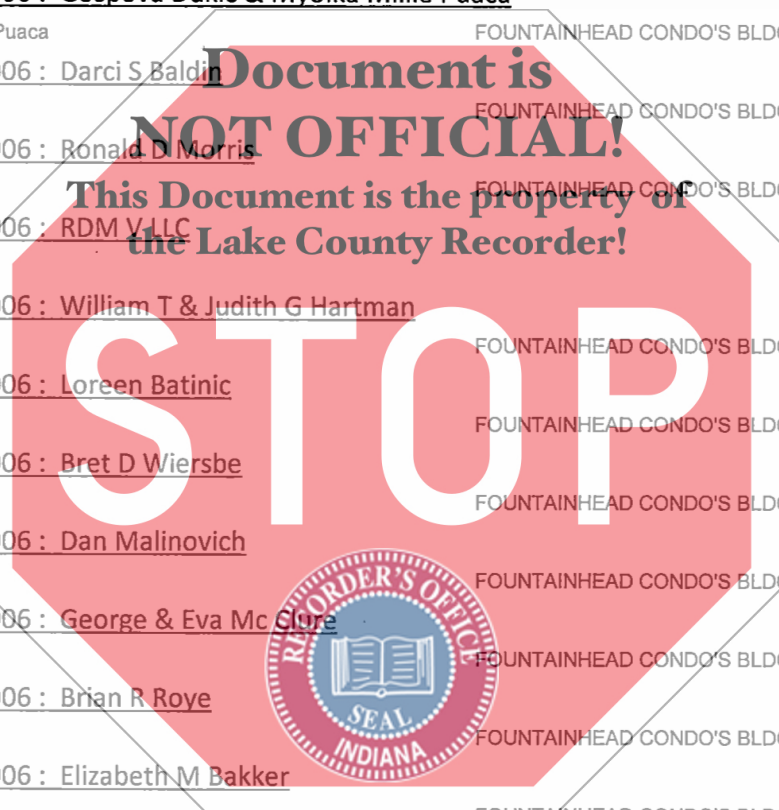 Puaca
FOUNTAINHEAD CONDO'S BLD
06 : Darci S Baldin
Document is
FOUNTAINHEAD CONDO'S BLD
06 : Ronald D Morris
NOT OFFICIAL!
This Document is the property of
FOUNTAINHEAD CONDO'S BLD
06 : RDM V LLC
the Lake County Recorder!
06 : William T & Judith G Hartman
FOUNTAINHEAD CONDO'S BLD
06 : Loreen Batinic
STOP
FOUNTAINHEAD CONDO'S BLD
06 : Bret D Wiersbe
FOUNTAINHEAD CONDO'S BLD
06 : Dan Malinovich
FOUNTAINHEAD CONDO'S BLD
06 : George & Eva Mc Clure
RECORDER'S OFFICE
FOUNTAINHEAD CONDO'S BLD
06 : Brian R Roye
SEAL
INDIANA
FOUNTAINHEAD CONDO'S BLD
06 : Elizabeth M Bakker